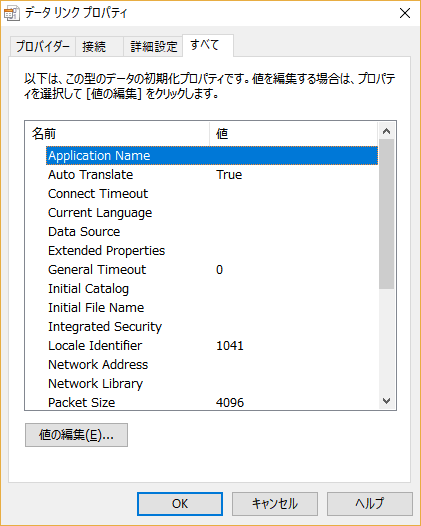 データ リンク プロパティ
プロバイダー 接続 詳細設定 すべて
以下は、この型のデータの初期化プロパティです。値を編集する場合は、プロパティ
を選択して [値の編集] をクリックします。
名前 値
Application Name
Auto Translate True
Connect Timeout
Current Language
Data Source
Extended Properties
General Timeout 0
Initial Catalog
Initial File Name
Integrated Security
Locale Identifier 1041
Network Address
Network Library
Packet Size 4096
値の編集(E)...
OK キャンセル ヘルプ